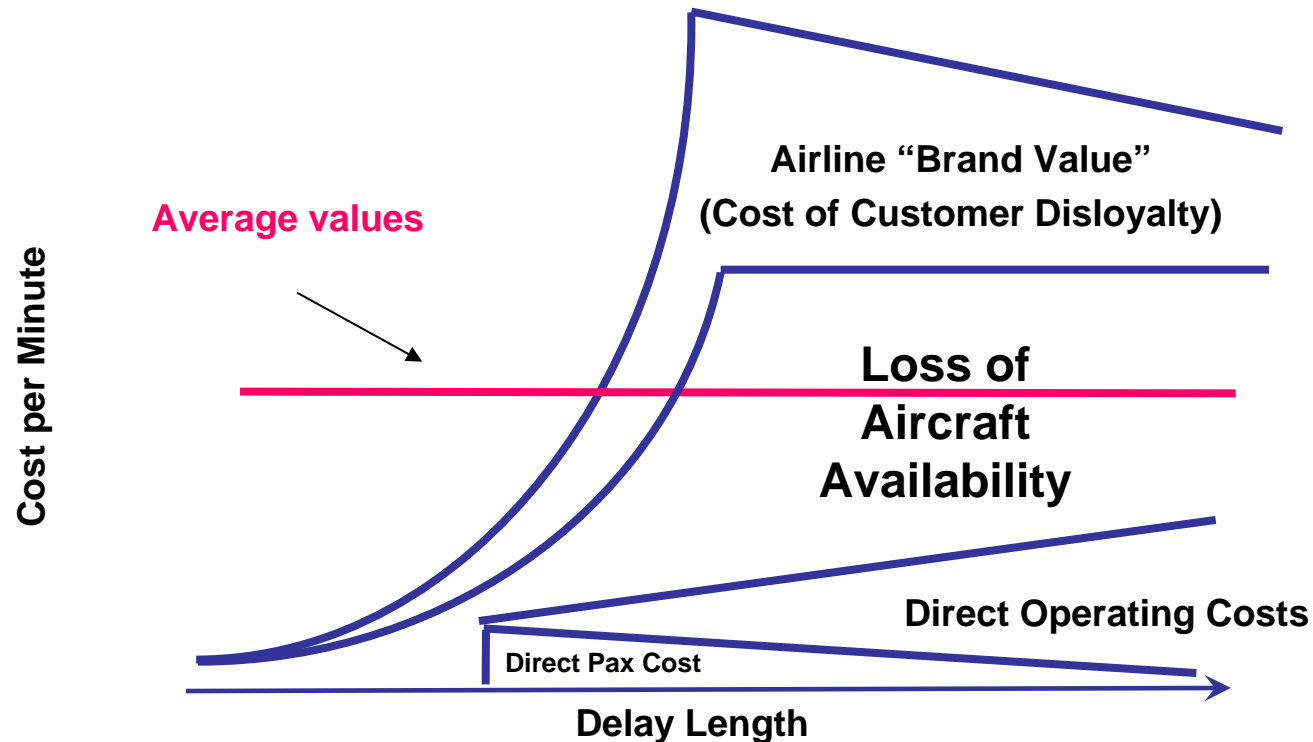 Airline “Brand Value”
(Cost of Customer Disloyalty)
Average values
Cost per Minute
Loss of
Aircraft
Availability
Direct Operating Costs
Direct Pax Cost
Delay Length